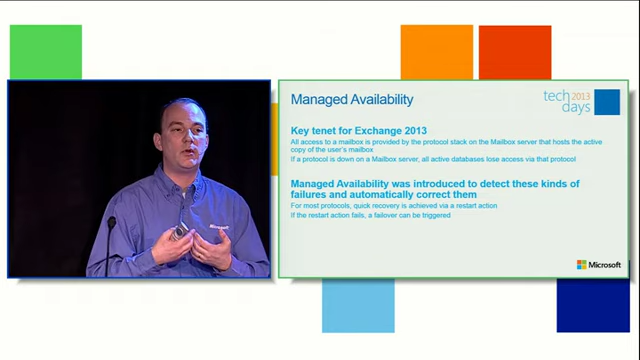 Managed Availability
tech 2013
days
Key tenet for Exchange 2013
All access to a mailbox is provided by the protocol stack on the Mailbox server that hosts the active
copy of the user's mailbox
If a protocol is down on a Mailbox server, all active databases lose access via that protocol
Managed Availability was introduced to detect these kinds of
failures and automatically correct them
For most protocols, quick recovery is achieved via a restart action
If the restart action fails, a failover can be triggered
Microsoft